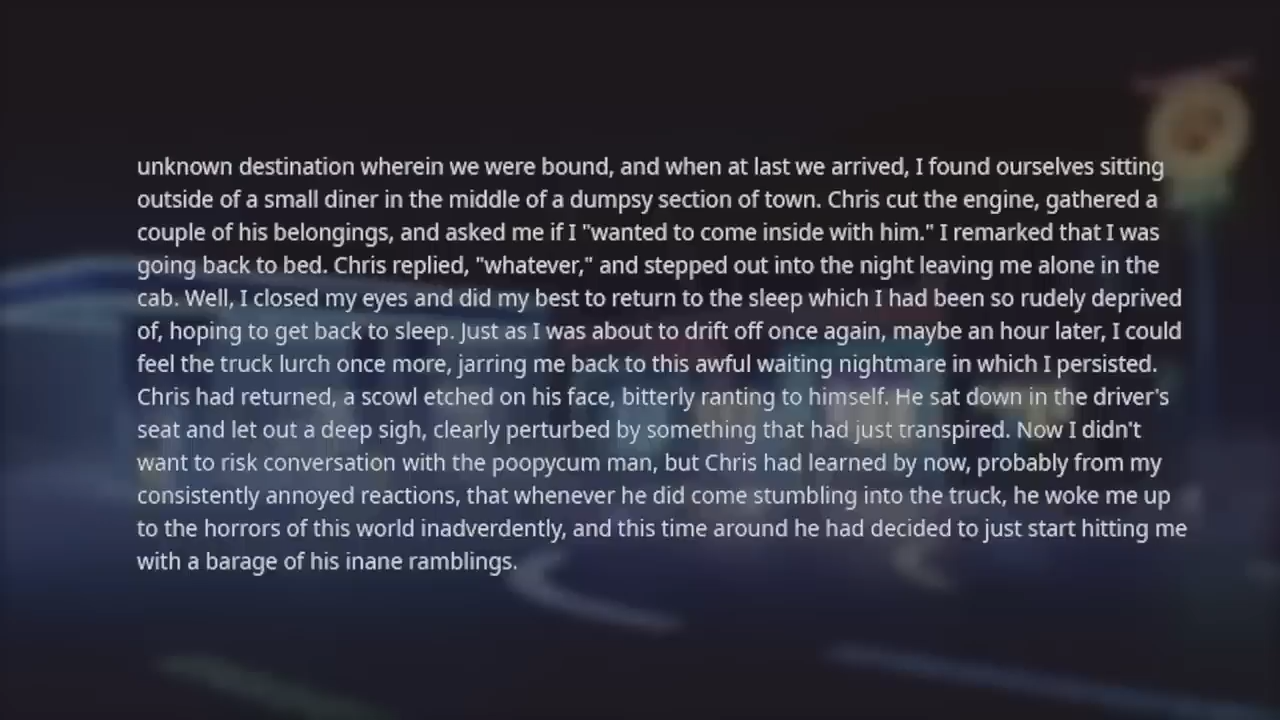 unknown destination wherein we were bound, and when at last we arrived, I found ourselves sitting
outside of a small diner in the middle of a dumpsy section of town. Chris cut the engine, gathered a
couple of his belongings, and asked me if I "wanted to come inside with him." I remarked that I was
going back to bed. Chris replied, "whatever," and stepped out into the night leaving me alone in the
cab. Well, I closed my eyes and did my best to return to the sleep which I had been so rudely deprived
of, hoping to get back to sleep. Just as I was about to drift off once again, maybe an hour later, I could
feel the truck lurch once more, jarring me back to this awful waiting nightmare in which I persisted.
Chris had returned, a scowl etched on his face, bitterly ranting to himself. He sat down in the driver's
seat and let out a deep sigh, clearly perturbed by something that had just transpired. Now I didn't
want to risk conversation with the poopycum man, but Chris had learned by now, probably from my
consistently annoyed reactions, that whenever he did come stumbling into the truck, he woke me up
to the horrors of this world inadverdently, and this time around he had decided to just start hitting me
with a barage of his inane ramblings.